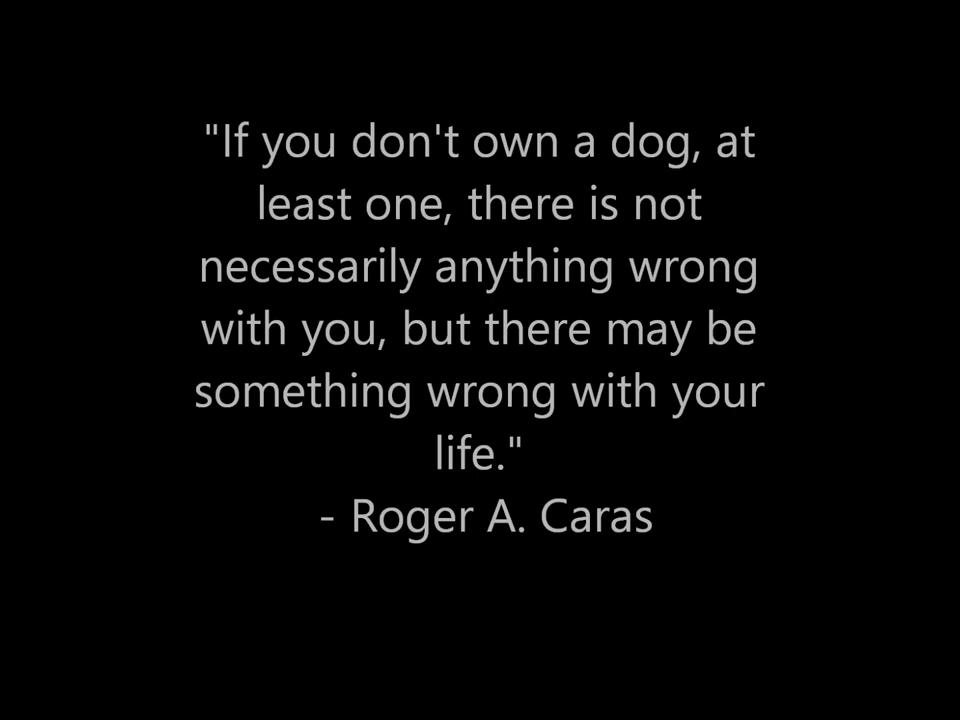 "If you don't own a dog, at
least one, there is not
necessarily anything wrong
with you, but there may be
something wrong with your
life."
- Roger A. Caras